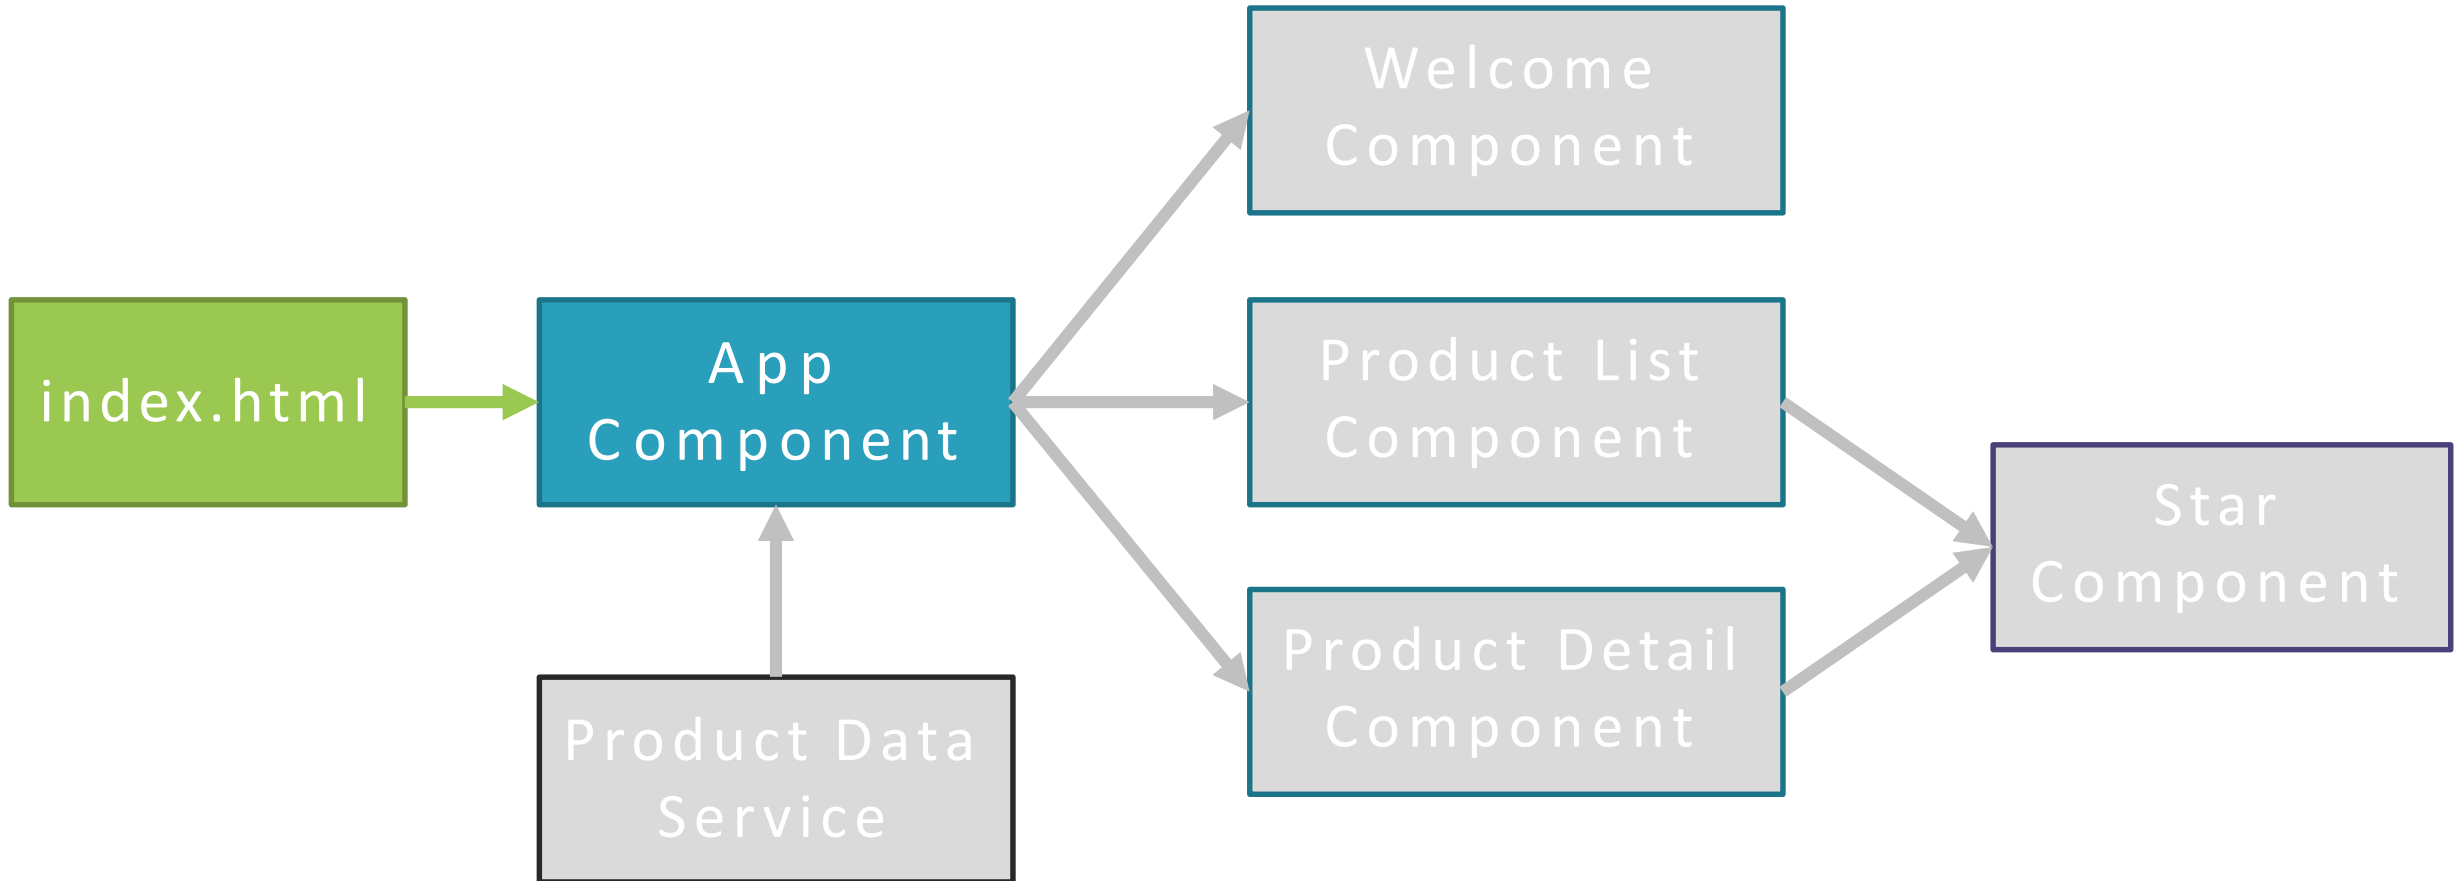 Welcome
Component
index.html
App
Component
Product List
Component
Star
Component
Product Detail
Component
Product Data
Service